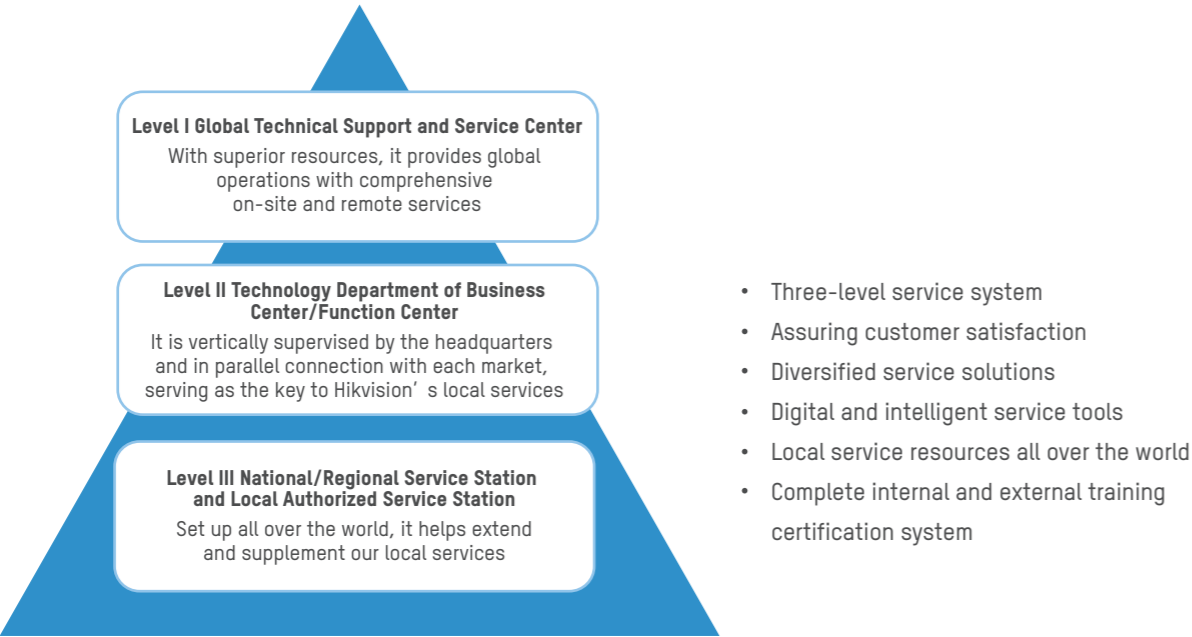 Level I Global Technical Support and Service Center
With superior resources, it provides global
operations with comprehensive
on-site and remote services
Level II Technology Department of Business
Center/Function Center
It is vertically supervised by the headquarters
and in parallel connection with each market,
serving as the key to Hikvision’ s local services
Level III National/Regional Service Station
and Local Authorized Service Station
Set up all over the world, it helps extend
and supplement our local services
• Three-level service system
• Assuring customer satisfaction
• Diversified service solutions
• Digital and intelligent service tools
• Local service resources all over the world
• Complete internal and external training
certification system